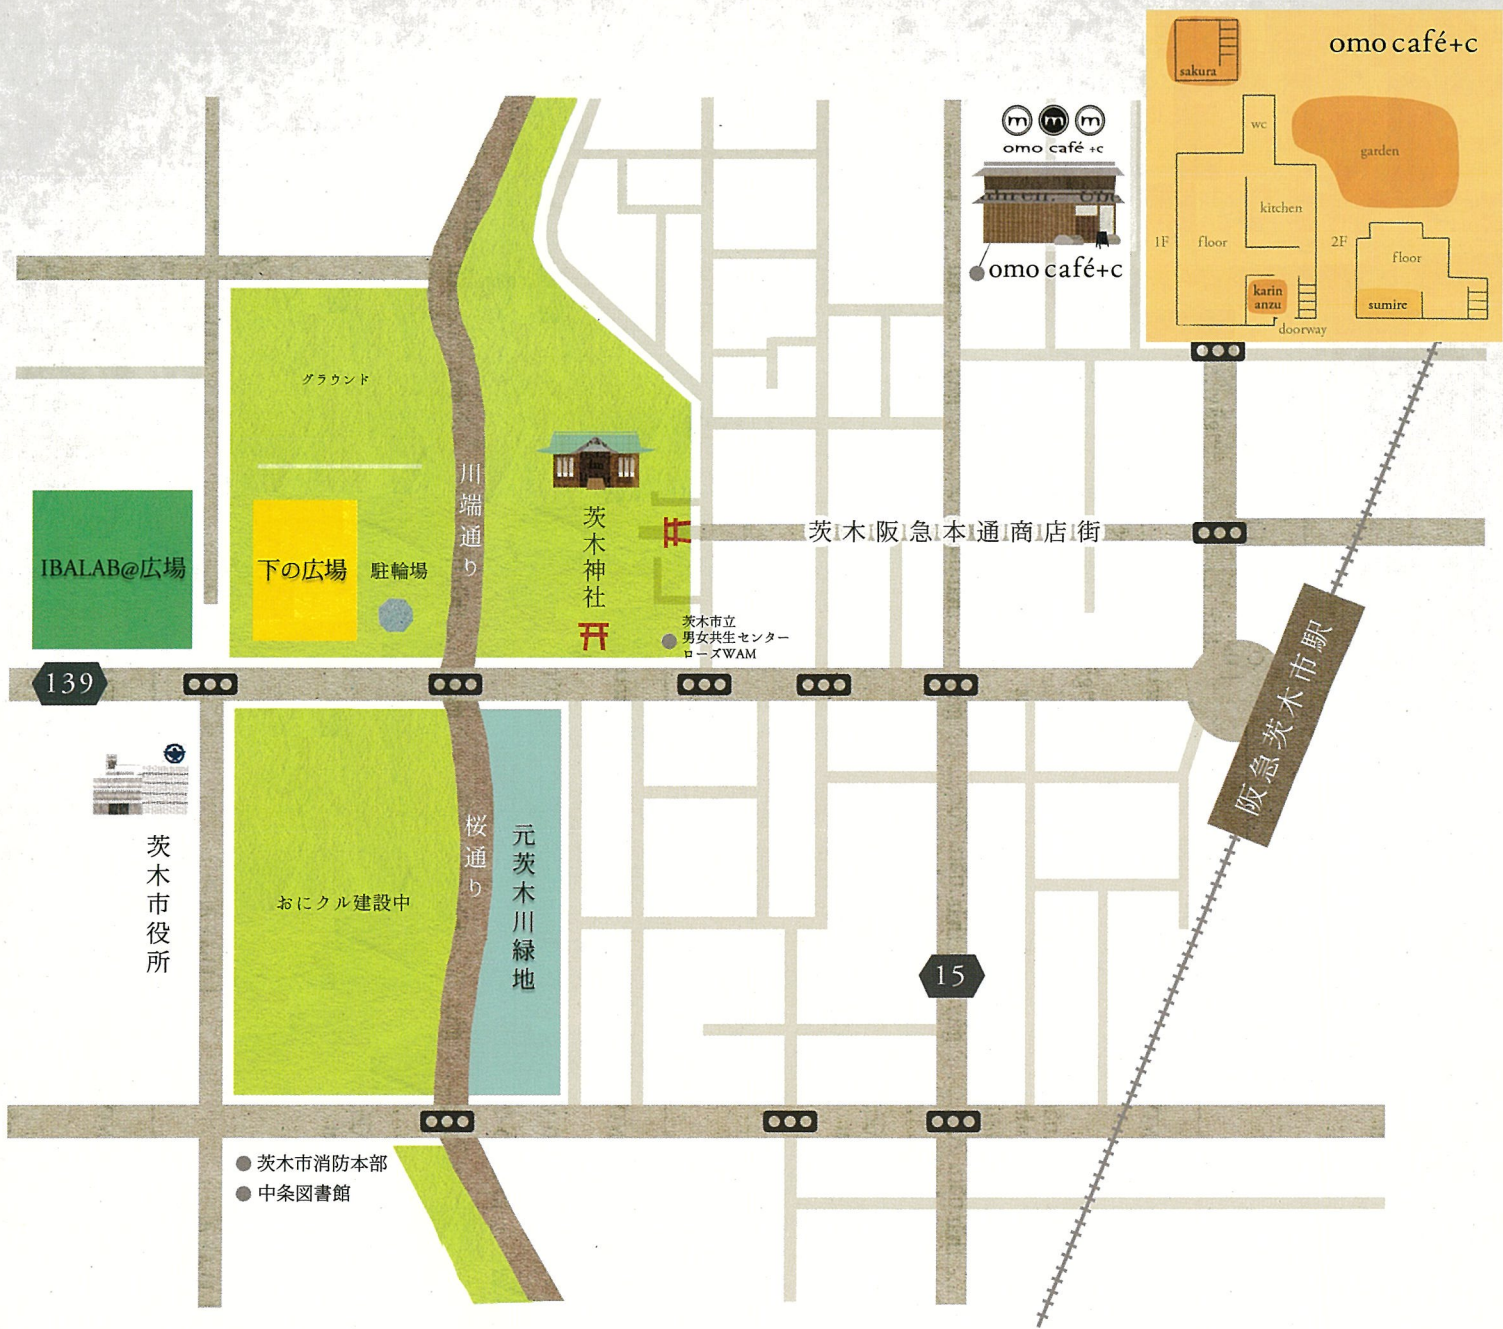 omo café+c
sakura
wc
garden
kitchen
1F
floor
2F
floor
karin
anzu
sumire
doorway
omo café +c
omo café+c
グラウンド
川端通り
茨木神社
茨木阪急本通商店街
IBALAB@広場
下の広場
駐輪場
茨木市立
男女共生センター
ローズWAM
139
阪急茨木市駅
茨木市役所
桜通り
元茨木川緑地
おにクル建設中
15
茨木市消防本部
中条図書館